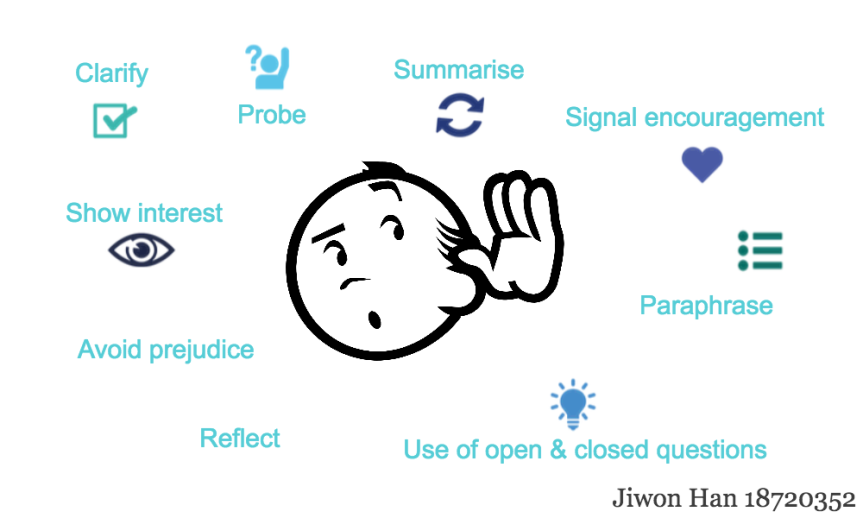 Clarify
?
Probe
Summarise
Signal encouragement
Show interest
Paraphrase
Avoid prejudice
Reflect
Use of open & closed questions
Jiwon Han 18720352